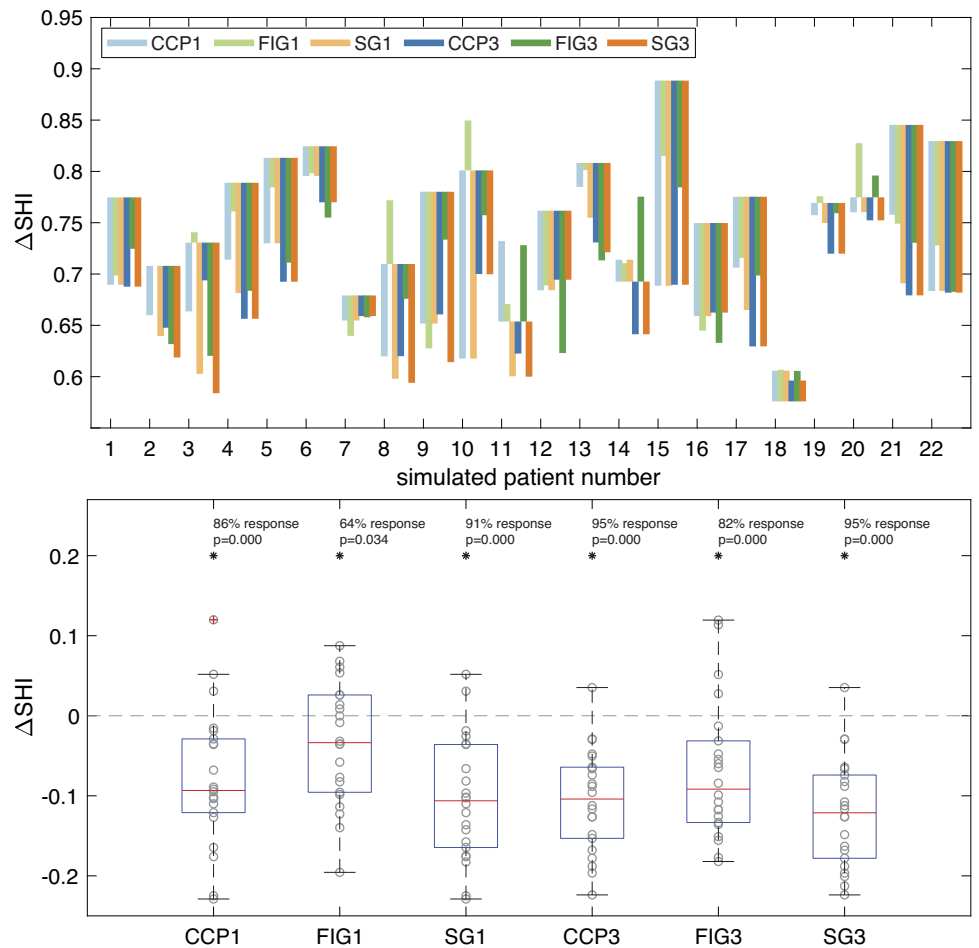 0.95
CCP1 FIG1 SG1 CCP3 FIG3 SG3
0.9
0.85
0.8
0.75
0.7
0.65
0.6
ΔSHI
1 2 3 4 5 6 7 8 9 10 11 12 13 14 15 16 17 18 19 20 21 22
simulated patient number
86% response 64% response 91% response 95% response 82% response 95% response
p=0.000 p=0.034 p=0.000 p=0.000 p=0.000 p=0.000
* * * * * *
0.2
0.1
0
-0.1
-0.2
ΔSHI
CCP1 FIG1 SG1 CCP3 FIG3 SG3